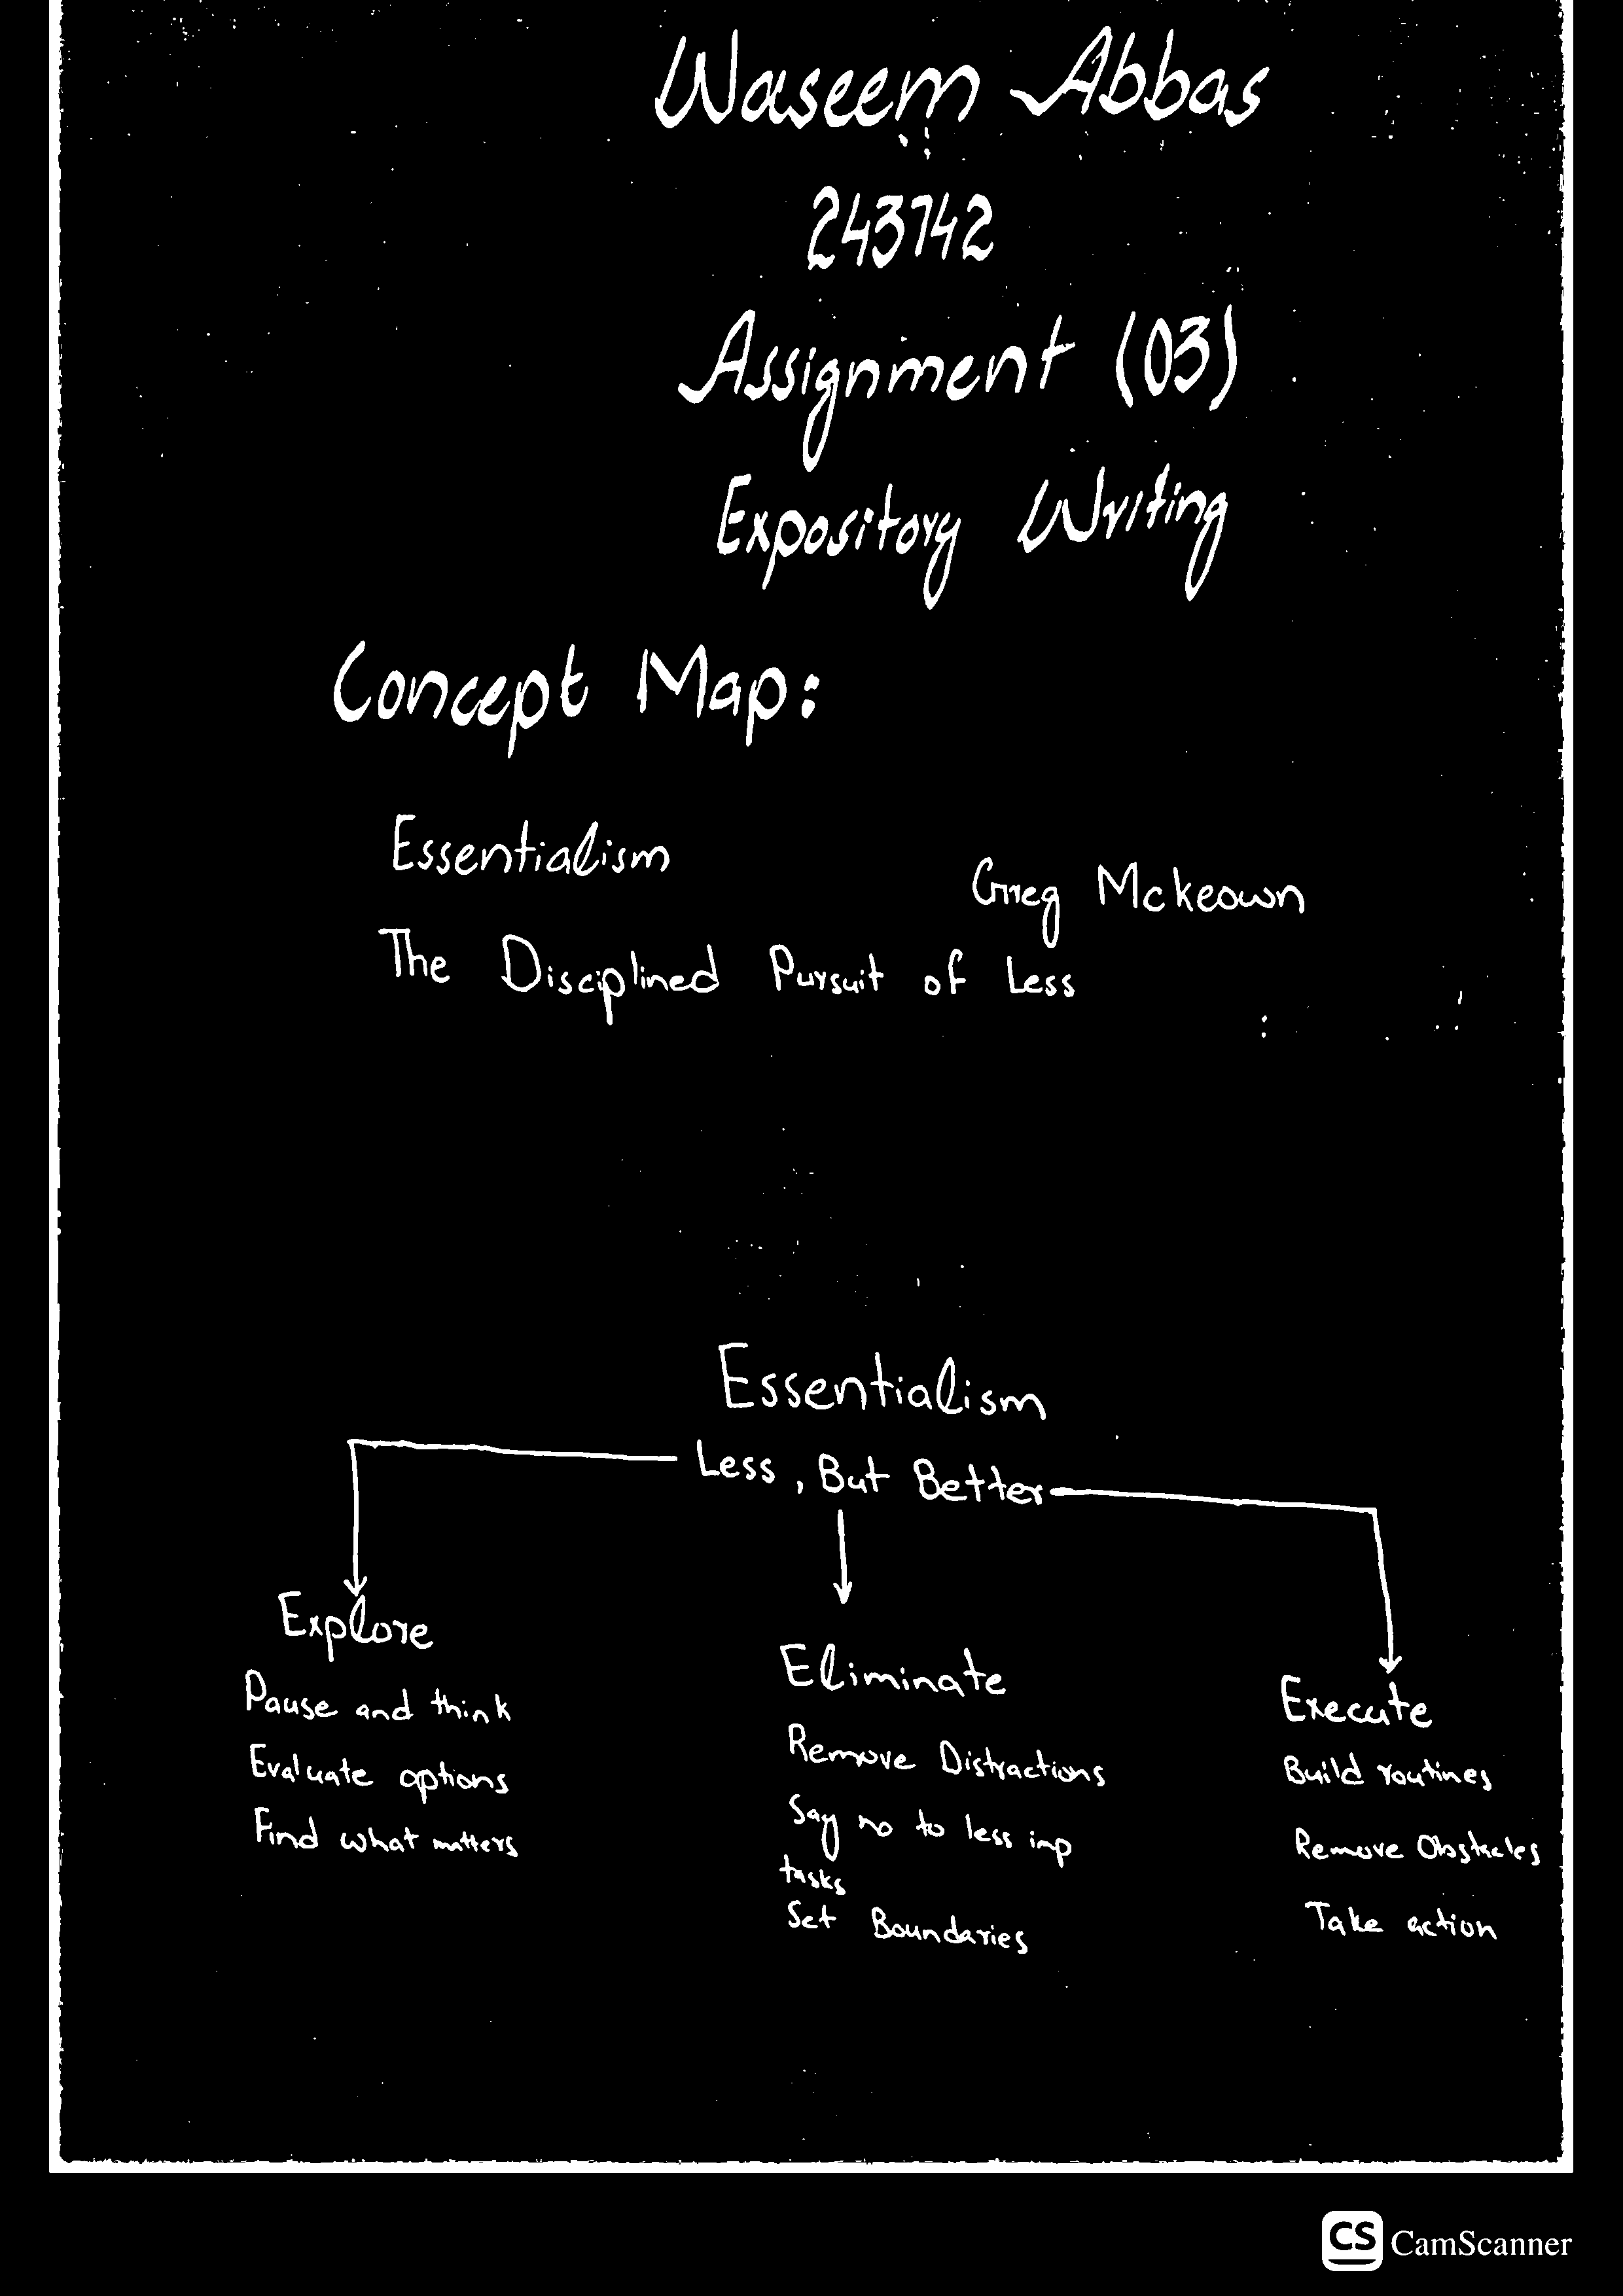 Waseem Abbas
243742
Assignment (03)
Expository Writing
Concept Map:
Essentialism
Greg Mckeown
The Disciplined Pursuit of Less
Essentialism
Less, But Better
Explore
Pause and think
Evaluate options
Find what matters
Eliminate
Remove Distractions
Say no to less imp
tasks
Set Boundaries
Execute
Build routines
Remove Obstacles
Take action
CS CamScanner